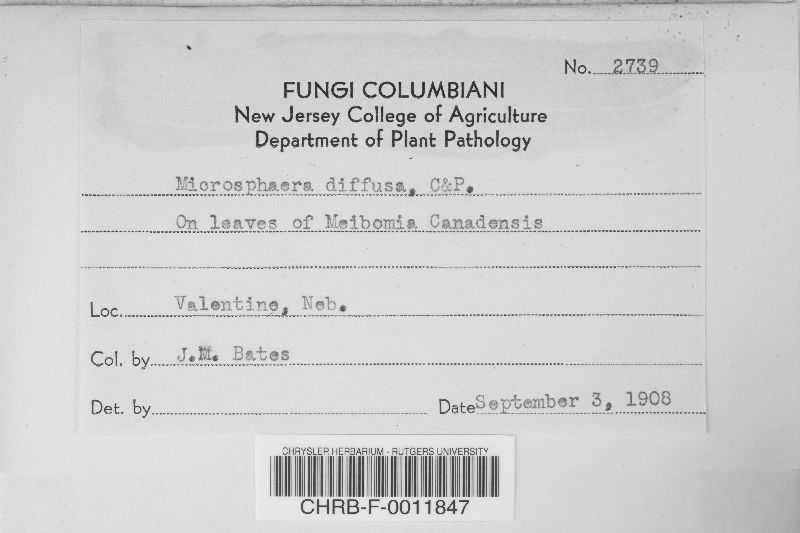 No. 2739
FUNGI COLUMBIANI
New Jersey College of Agriculture
Department of Plant Pathology
Microsphaera diffusa, C&P.
On leaves of Meibomia Canadensis
Loc. Valentine, Neb.
Col. by J.M. Bates
Det. by
Date September 3, 1908
CHRYSLER HERBARIUM - RUTGERS UNIVERSITY
CHRB-F-0011847